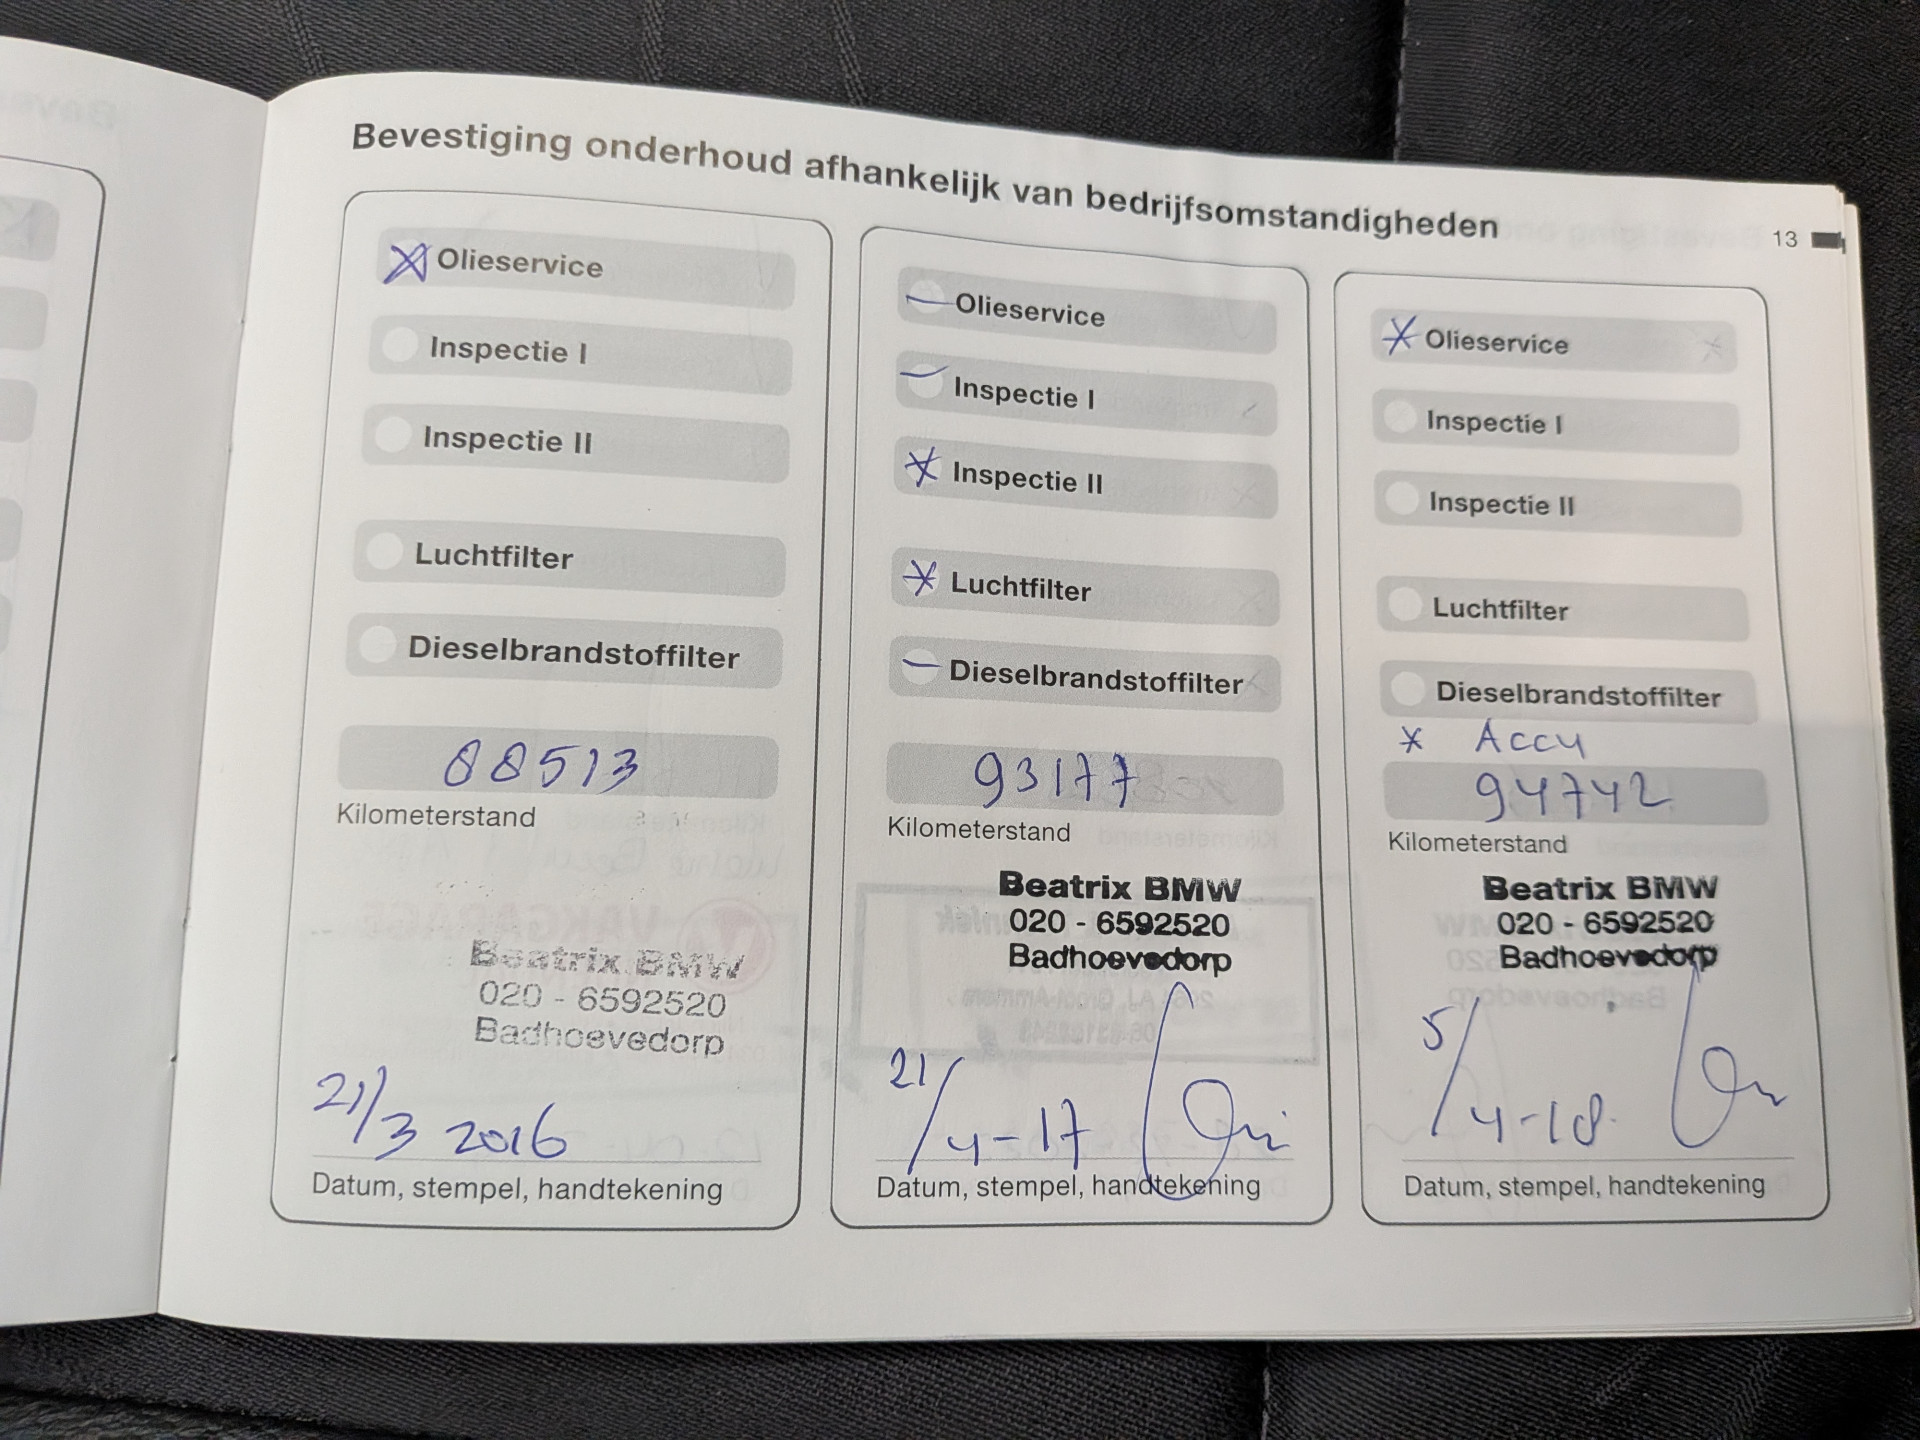 Bevestiging onderhoud afhankelijk van bedrijfsomstandigheden
13
Olieservice
Inspectie I
Inspectie II
Luchtfilter
Dieselbrandstoffilter
88513
Kilometerstand
Beatrix BMW
020 - 6592520
Badhoevedorp
21/3 2016
Datum, stempel, handtekening
Olieservice
Inspectie I
Inspectie II
Luchtfilter
Dieselbrandstoffilter
93177
Kilometerstand
Beatrix BMW
020 - 6592520
Badhoevedorp
21/4-17
Datum, stempel, handtekening
Olieservice
Inspectie I
Inspectie II
Luchtfilter
Dieselbrandstoffilter
* Accu
94742
Kilometerstand
Beatrix BMW
020 - 6592520
Badhoevedorp
5/4-18
Datum, stempel, handtekening